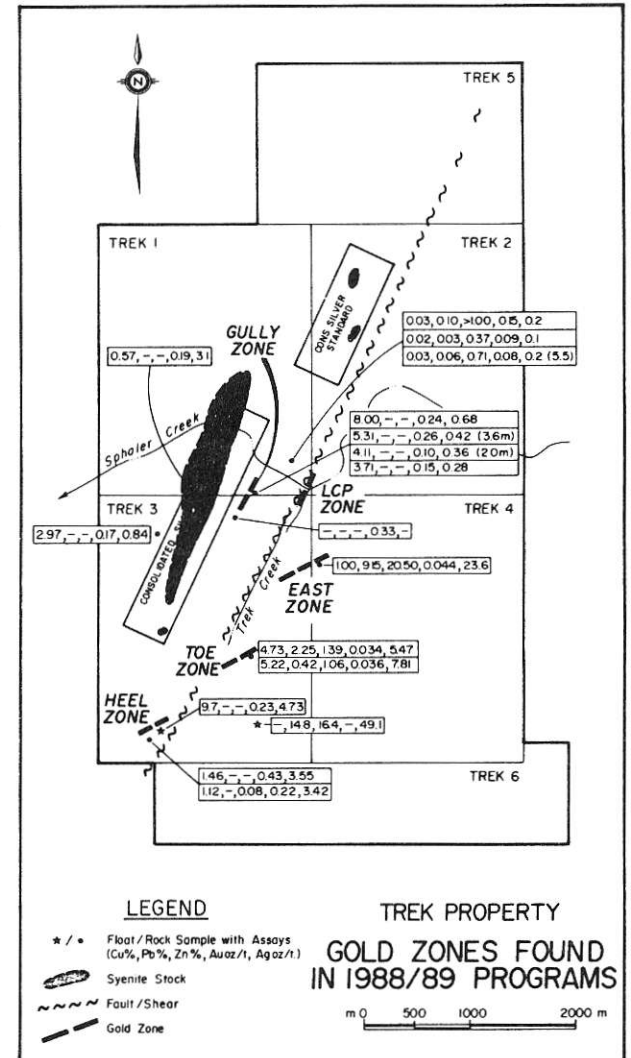 N
TREK 5
TREK 1
TREK 2
CONS SILVER
STANDARD
GULLY
ZONE
0.03, 0.10, >1.00, 0.15, 0.2
0.02, 003, 0.37, 009, 0.1
0.03, 0.06, 0.71, 0.08, 0.2 (5.5)
0.57, -, -, 0.19, 3.1
8.00, -, -, 0.24, 0.68
5.31, -, -, 0.26, 0.42 (3.6m)
4.11, -, -, 0.10, 0.36 (2.0m)
3.71, -, -, 0.15, 0.28
Sphaler Creek
LCP
ZONE
TREK 3
TREK 4
2.97, -, -, 0.17, 0.84
CONSOLIDATED
-, -, -, 0.33, -
1.00, 9.15, 20.50, 0.044, 23.6
EAST
ZONE
Trek Creek
TOE
ZONE
4.73, 2.25, 1.39, 0.034, 5.47
5.22, 0.42, 1.06, 0.036, 7.81
HEEL
ZONE
9.7, -, -, 0.23, 4.73
-, 14.8, 16.4, -, 49.1
1.46, -, -, 0.43, 3.55
1.12, -, 0.08, 0.22, 3.42
TREK 6
LEGEND
★ / • Float / Rock Sample with Assays
(Cu%, Pb%, Zn%, Au oz/t, Ag oz/t.)
Syenite Stock
Fault / Shear
Gold Zone
TREK PROPERTY
GOLD ZONES FOUND
IN 1988/89 PROGRAMS
m 0 500 1000 2000 m